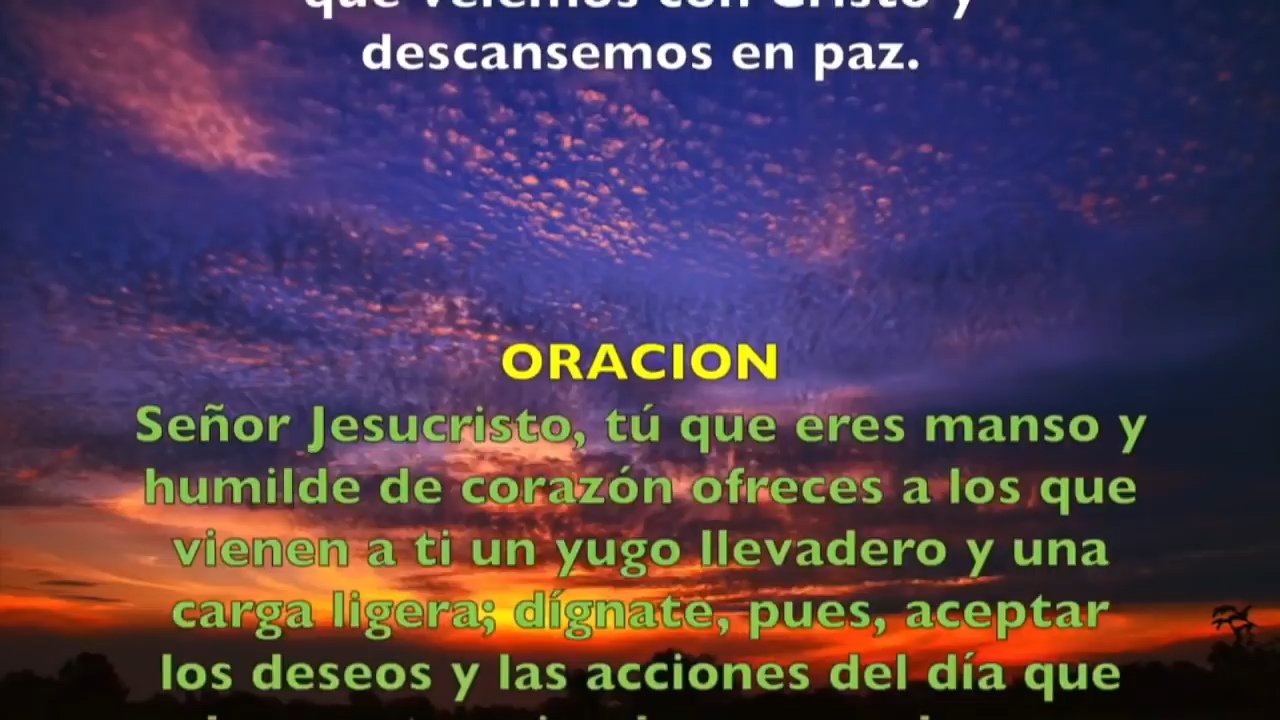 que velemos con Cristo y
descansemos en paz.
ORACION
Señor Jesucristo, tú que eres manso y
humilde de corazón ofreces a los que
vienen a ti un yugo llevadero y una
carga ligera; dígnate, pues, aceptar
los deseos y las acciones del día que